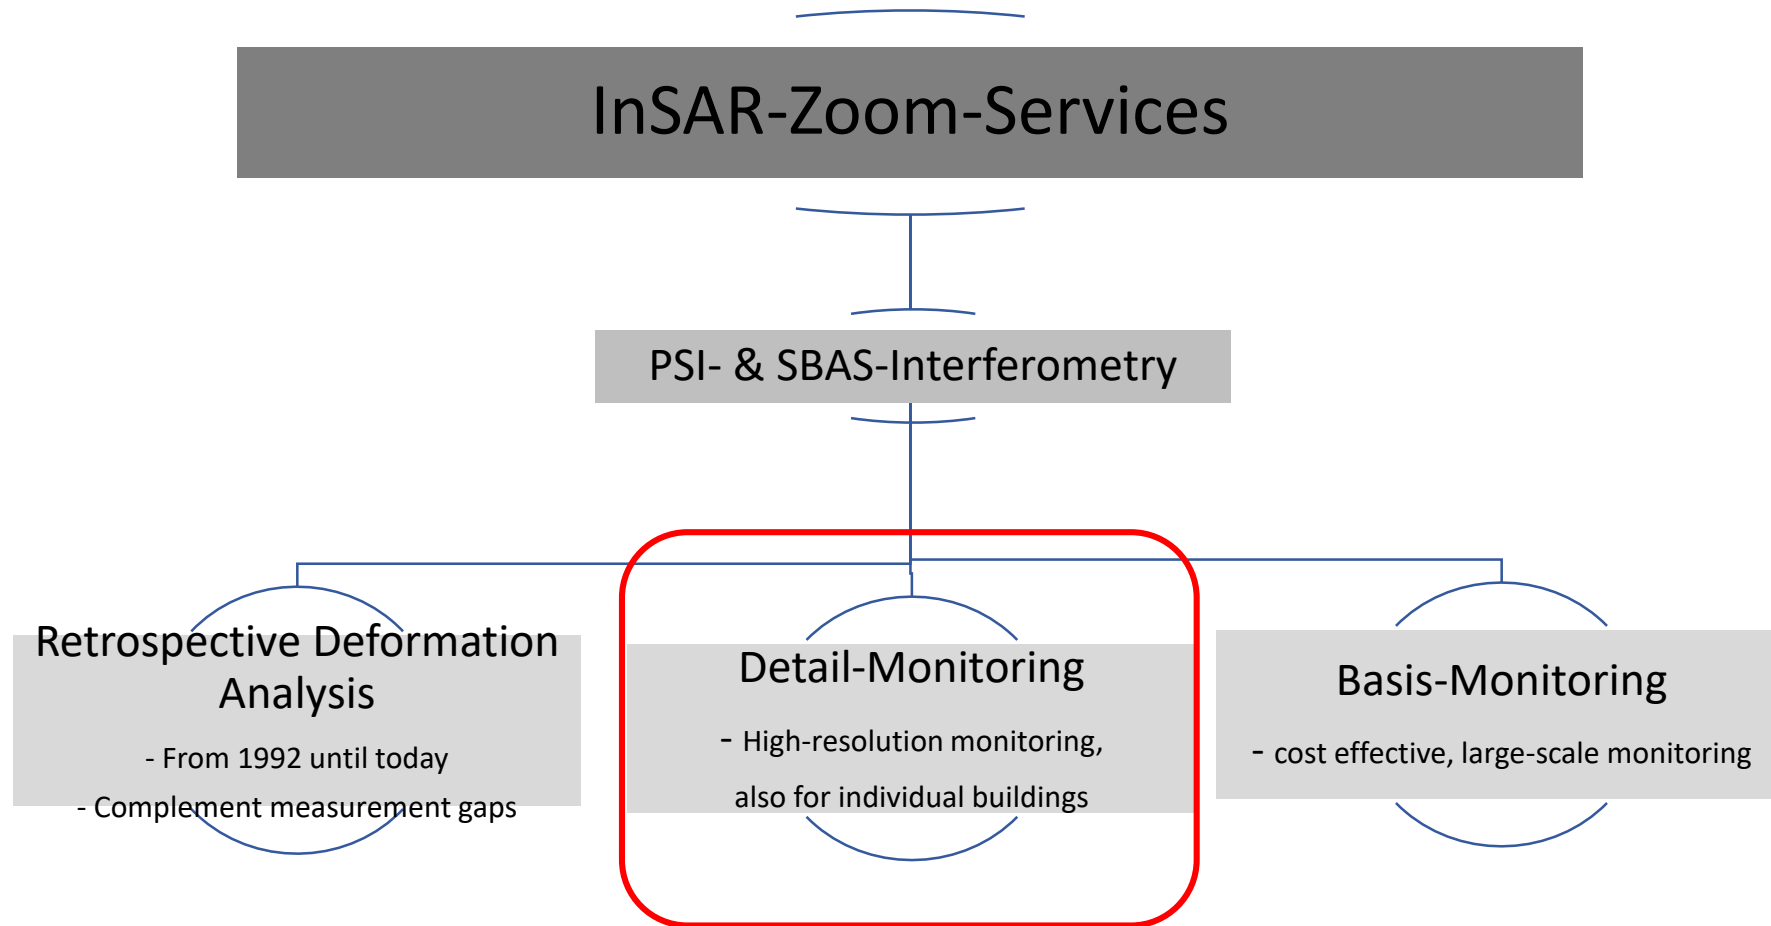 InSAR-Zoom-Services
PSI- & SBAS-Interferometry
Retrospective Deformation
Analysis
- From 1992 until today
- Complement measurement gaps
Detail-Monitoring
- High-resolution monitoring,
also for individual buildings
Basis-Monitoring
- cost effective, large-scale monitoring